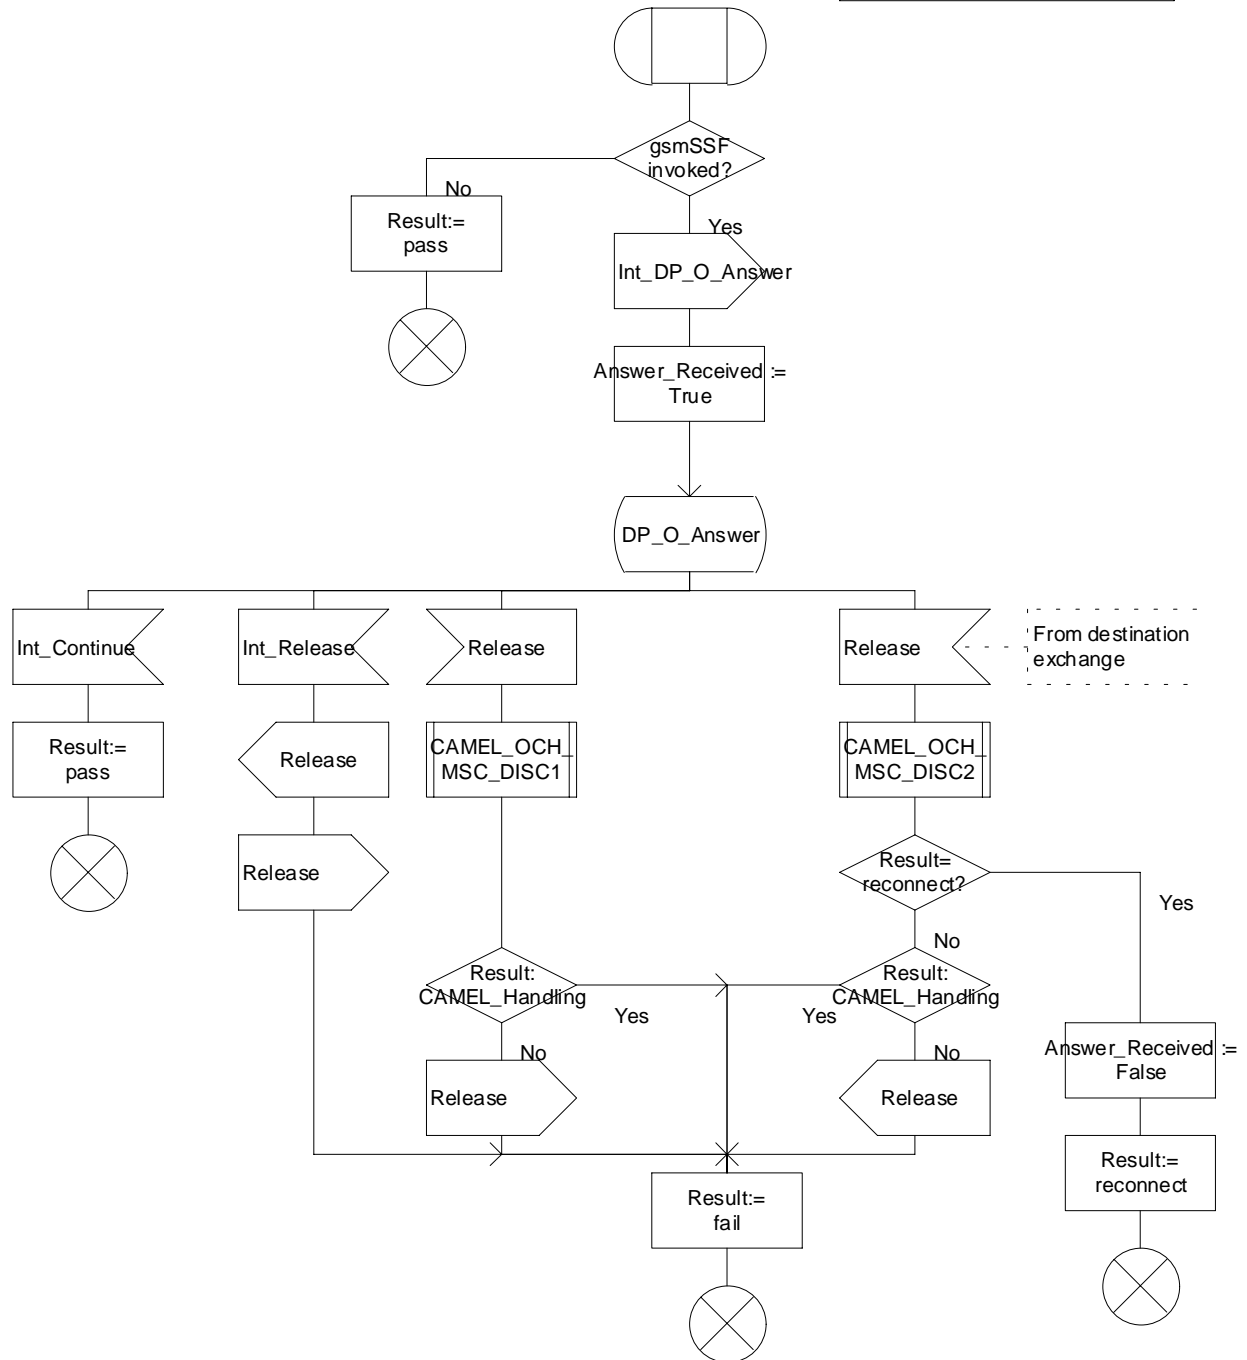 gsmSSF
invoked?
No
Yes
Result:=
pass
Int_DP_O_Answer
Answer_Received :=
True
DP_O_Answer
Int_Continue
Int_Release
Release
Release
From destination
exchange
Result:=
pass
Release
CAMEL_OCH_
MSC_DISC1
CAMEL_OCH_
MSC_DISC2
Release
Result=
reconnect?
Yes
No
Result:
CAMEL_Handling
Yes
Result:
CAMEL_Handling
Yes
No
No
Answer_Received :=
False
Release
Release
Result:=
reconnect
Result:=
fail